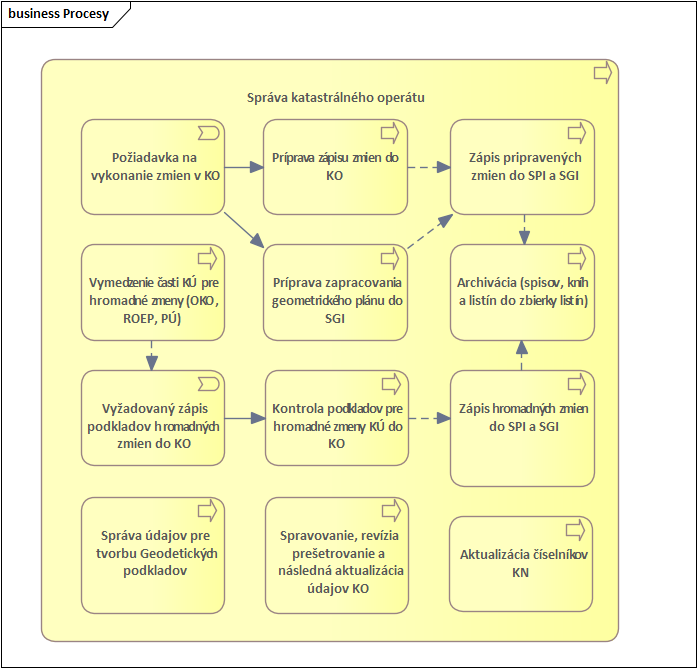 business Procesy
Správa katastrálného operátu
Požiadavka na
vykonanie zmien v KO
Príprava zápisu zmien do
KO
Zápis pripravených
zmien do SPI a SGI
Vymedzenie časti KÚ pre
hromadné zmeny (OKO,
ROEP, PÚ)
Príprava zapracovania
geometrického plánu do
SGI
Archivácia (spisov, kníh
a listín do zbierky listín)
Vyžadovaný zápis
podkladov hromadných
zmien do KO
Kontrola podkladov pre
hromadné zmeny KÚ do
KO
Zápis hromadných zmien
do SPI a SGI
Správa údajov pre
tvorbu Geodetických
podkladov
Spravovanie, revízia
prešetrovanie a
následná aktualizácia
údajov KO
Aktualizácia číselníkov
KN